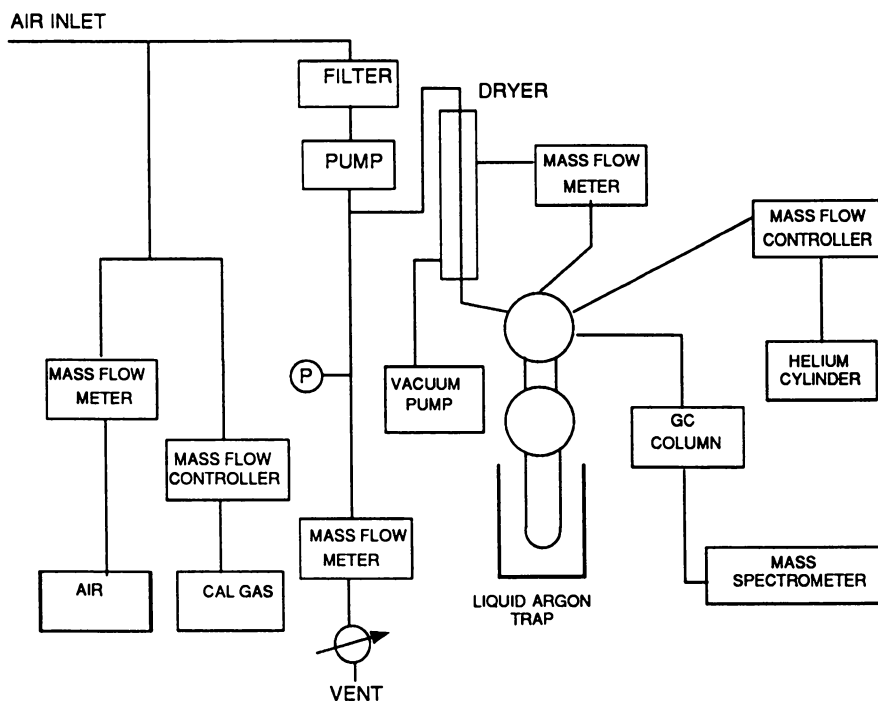 AIR INLET
FILTER
PUMP
DRYER
MASS FLOW
METER
MASS FLOW
CONTROLLER
HELIUM
CYLINDER
P
VACUUM
PUMP
GC
COLUMN
MASS FLOW
METER
MASS FLOW
CONTROLLER
MASS FLOW
METER
MASS
SPECTROMETER
AIR
CAL GAS
LIQUID ARGON
TRAP
VENT